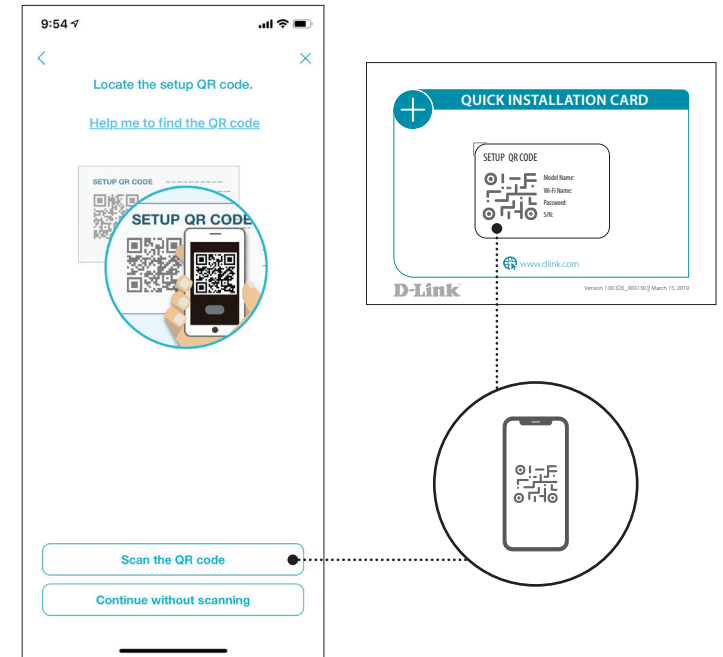 9:54
Locate the setup QR code.
Help me to find the QR code
SETUP QR CODE
SETUP QR CODE
Scan the QR code
Continue without scanning
QUICK INSTALLATION CARD
SETUP QR CODE
Model Name:
Wi-Fi Name:
Password:
S/N:
www.dlink.com
D-Link
Version 1.00 (DI)_90X130 || March 15, 2019